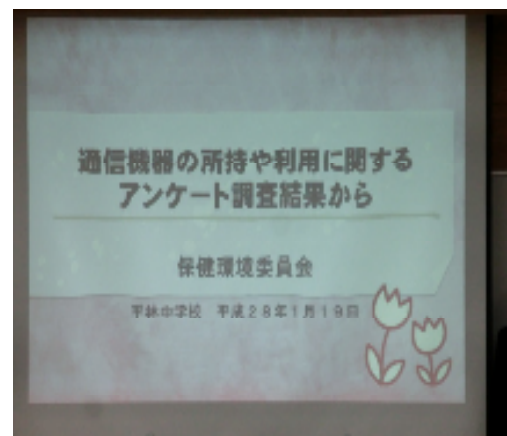 通信機器の所持や利用に関する
アンケート調査結果から
保健環境委員会
平林中学校 平成28年1月19日